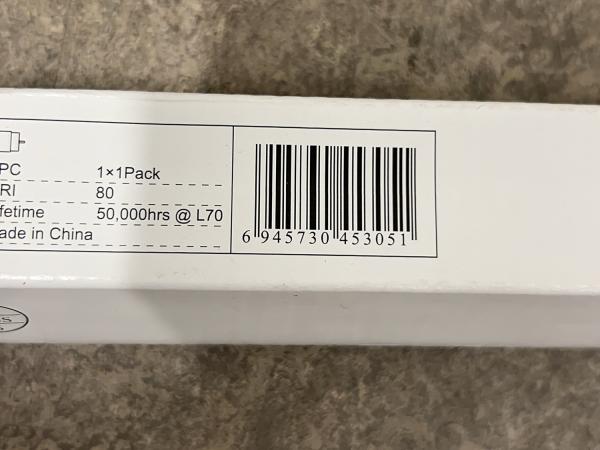 PC 1×1Pack
RI 80
fetime 50,000hrs @ L70
ade in China
6 945730 453051